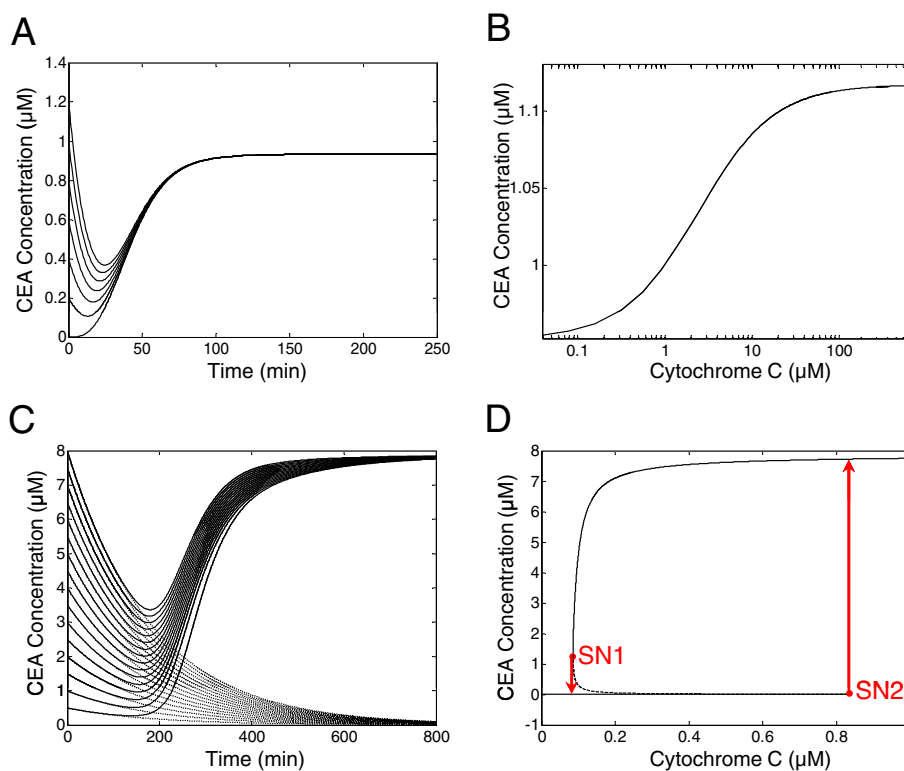 A
CEA Concentration (µM)
1.4
1.2
1
0.8
0.6
0.4
0.2
0
0 50 100 150 200 250
Time (min)
B
CEA Concentration (µM)
1.1
1.05
1
0.1 1 10 100
Cytochrome C (µM)
C
CEA Concentration (µM)
8
7
6
5
4
3
2
1
0
0 200 400 600 800
Time (min)
D
CEA Concentration (µM)
8
7
6
5
4
3
2
1
0
-1
SN1
SN2
0 0.2 0.4 0.6 0.8
Cytochrome C (µM)